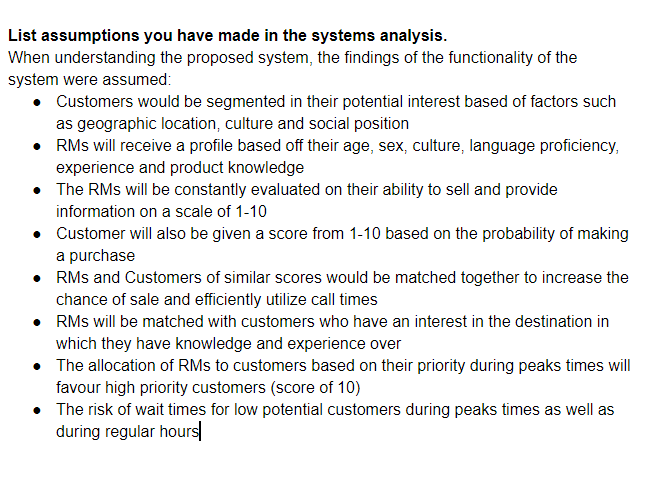 List assumptions you have made in the systems analysis.
When understanding the proposed system, the findings of the functionality of the
system were assumed:
● Customers would be segmented in their potential interest based of factors such
as geographic location, culture and social position
● RMs will receive a profile based off their age, sex, culture, language proficiency,
experience and product knowledge
● The RMs will be constantly evaluated on their ability to sell and provide
information on a scale of 1-10
● Customer will also be given a score from 1-10 based on the probability of making
a purchase
● RMs and Customers of similar scores would be matched together to increase the
chance of sale and efficiently utilize call times
● RMs will be matched with customers who have an interest in the destination in
which they have knowledge and experience over
● The allocation of RMs to customers based on their priority during peaks times will
favour high priority customers (score of 10)
● The risk of wait times for low potential customers during peaks times as well as
during regular hours